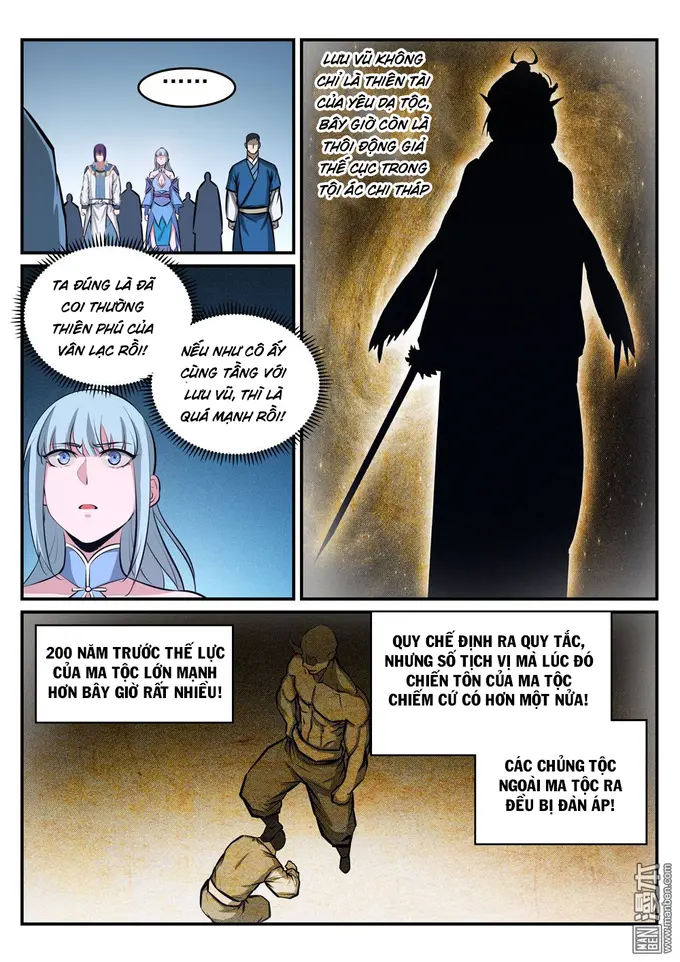 ......
LƯU VŨ KHÔNG
CHỈ LÀ THIÊN TÀI
CỦA YÊU DẠ TỘC,
BÂY GIỜ CÒN LÀ
THÔI ĐỘNG GIẢ
THẾ CỤC TRONG
TỘI ÁC CHI THÁP
TA ĐÚNG LÀ ĐÃ
COI THƯỜNG
THIÊN PHÚ CỦA
VÂN LẠC RỒI!
NẾU NHƯ CÔ ẤY
CÙNG TẦNG VỚI
LƯU VŨ, THÌ LÀ
QUÁ MẠNH RỒI!
200 NĂM TRƯỚC THẾ LỰC
CỦA MA TỘC LỚN MẠNH
HƠN BÂY GIỜ RẤT NHIỀU!
QUY CHẾ ĐỊNH RA QUY TẮC,
NHƯNG SỐ TỊCH VỊ MÀ LÚC ĐÓ
CHIẾN TÔN CỦA MA TỘC
CHIẾM CỨ CÓ HƠN MỘT NỬA!
CÁC CHỦNG TỘC
NGOÀI MA TỘC RA
ĐỀU BỊ ĐÀN ÁP!
MAN
BEN
漫本
www.manben.com